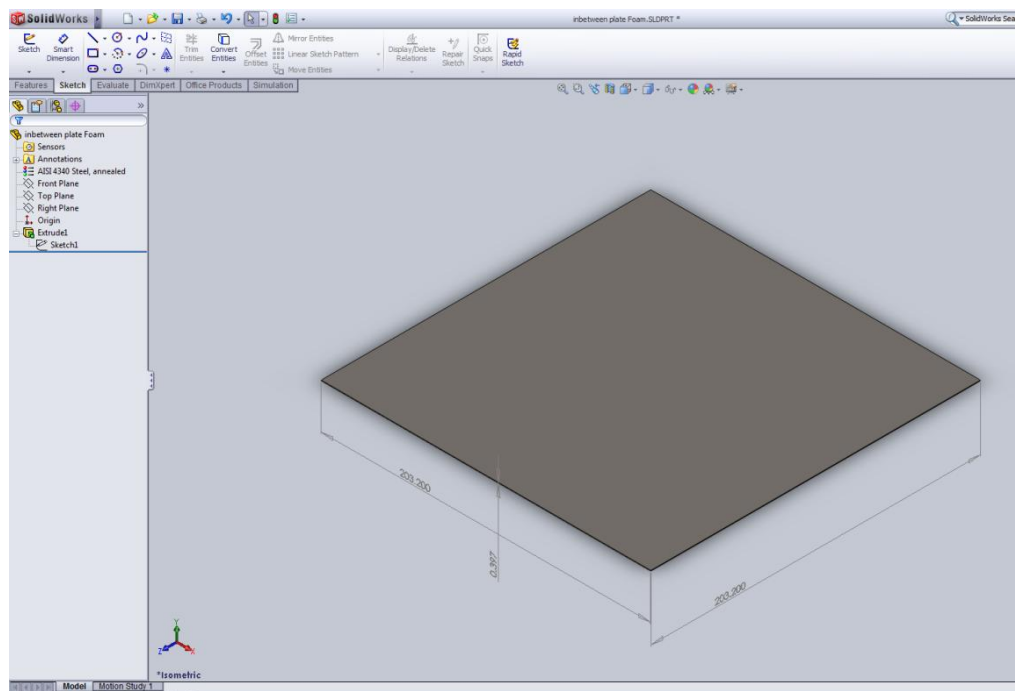 SolidWorks
inbetween plate Foam.SLDPRT *
SolidWorks Sea
Sketch
Smart Dimension
Trim Entities
Convert Entities
Offset Entities
Mirror Entities
Linear Sketch Pattern
Move Entities
Display/Delete Relations
Repair Sketch
Quick Snaps
Rapid Sketch
Features Sketch Evaluate DimXpert Office Products Simulation
inbetween plate Foam
Sensors
Annotations
AISI 4340 Steel, annealed
Front Plane
Top Plane
Right Plane
Origin
Extrude1
Sketch1
203.200
0.397
203.200
Y
Z
X
*Isometric
Model Motion Study 1